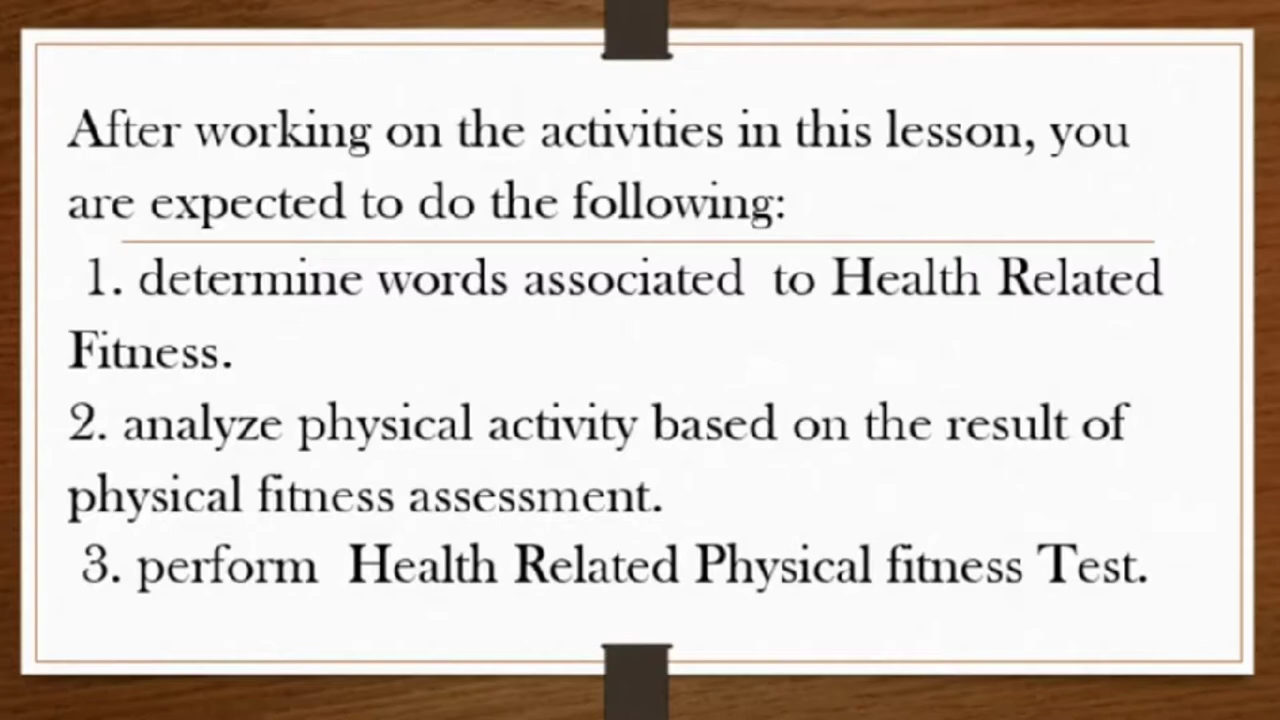 After working on the activities in this lesson, you
are expected to do the following:
1. determine words associated to Health Related
Fitness.
2. analyze physical activity based on the result of
physical fitness assessment.
3. perform Health Related Physical fitness Test.